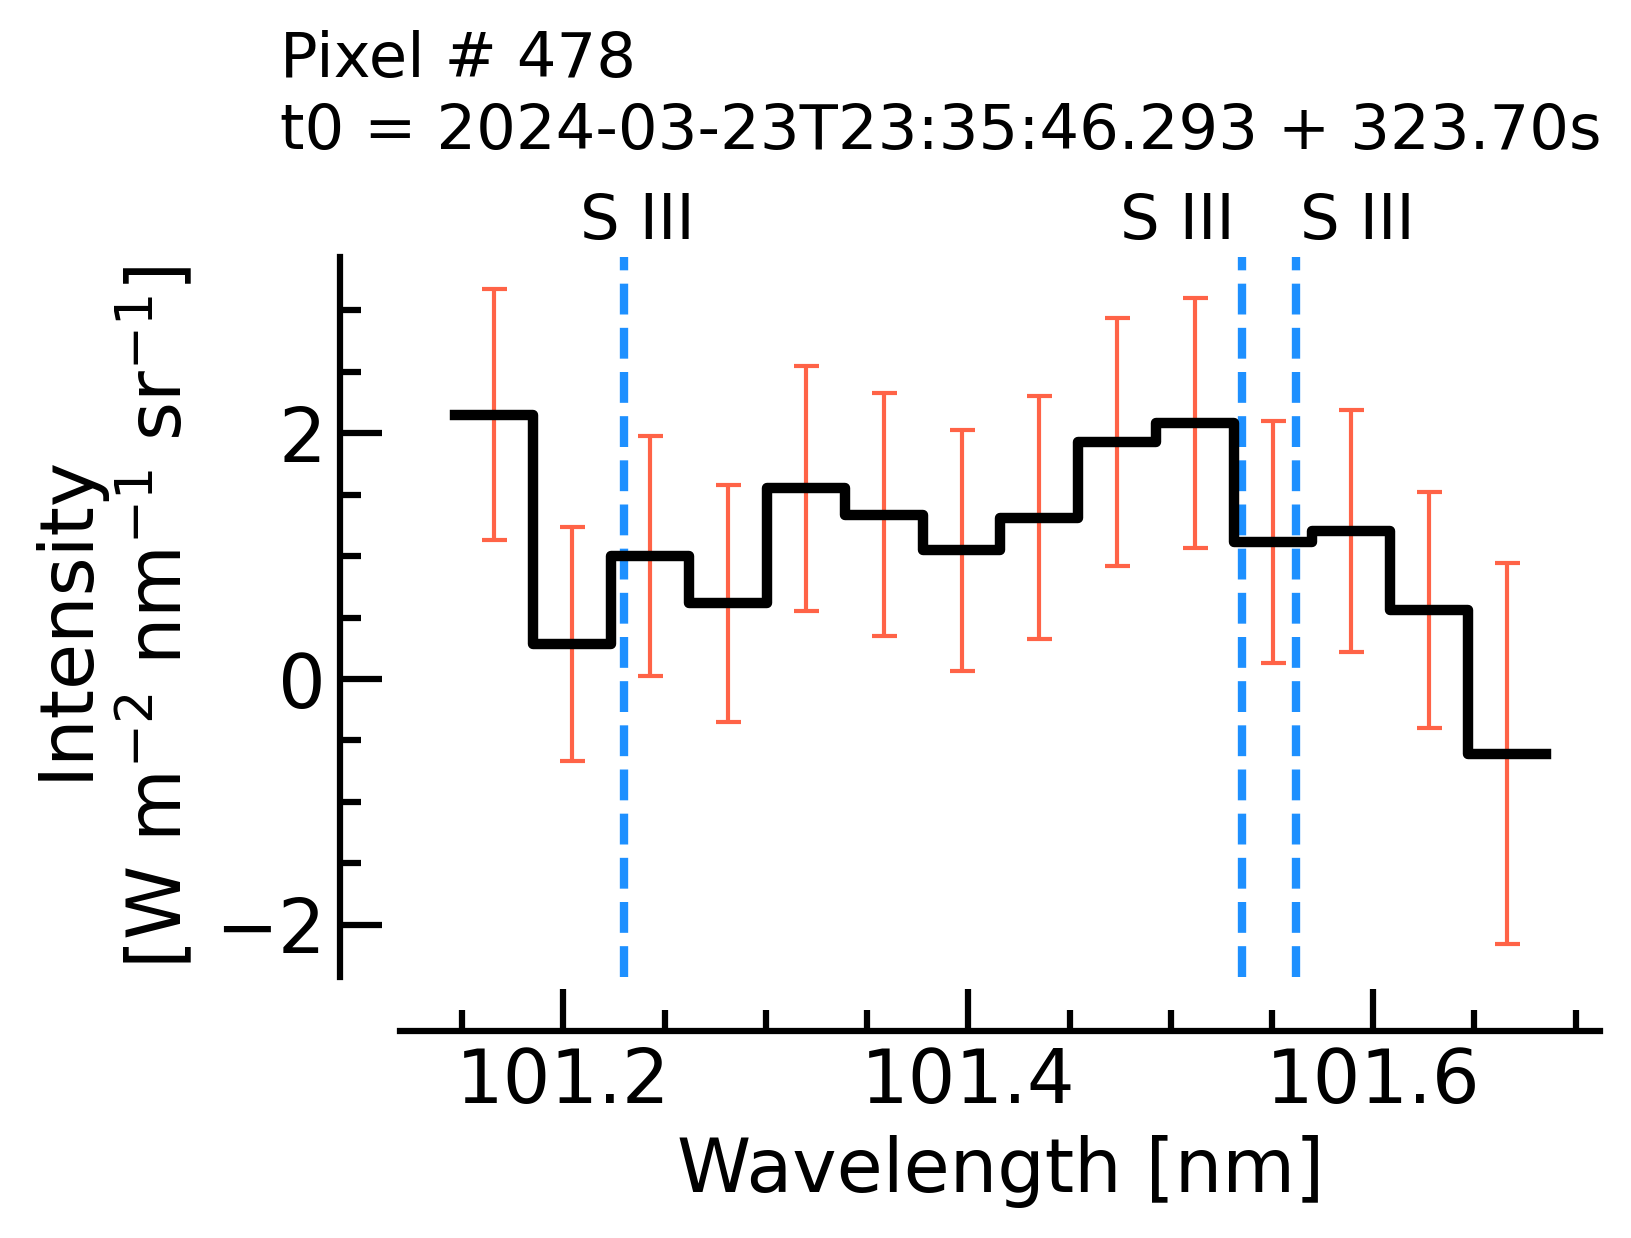 Pixel # 478
t0 = 2024-03-23T23:35:46.293 + 323.70s
S III S III S III
Intensity
[W m⁻² nm⁻¹ sr⁻¹]
2
0
−2
101.2 101.4 101.6
Wavelength [nm]